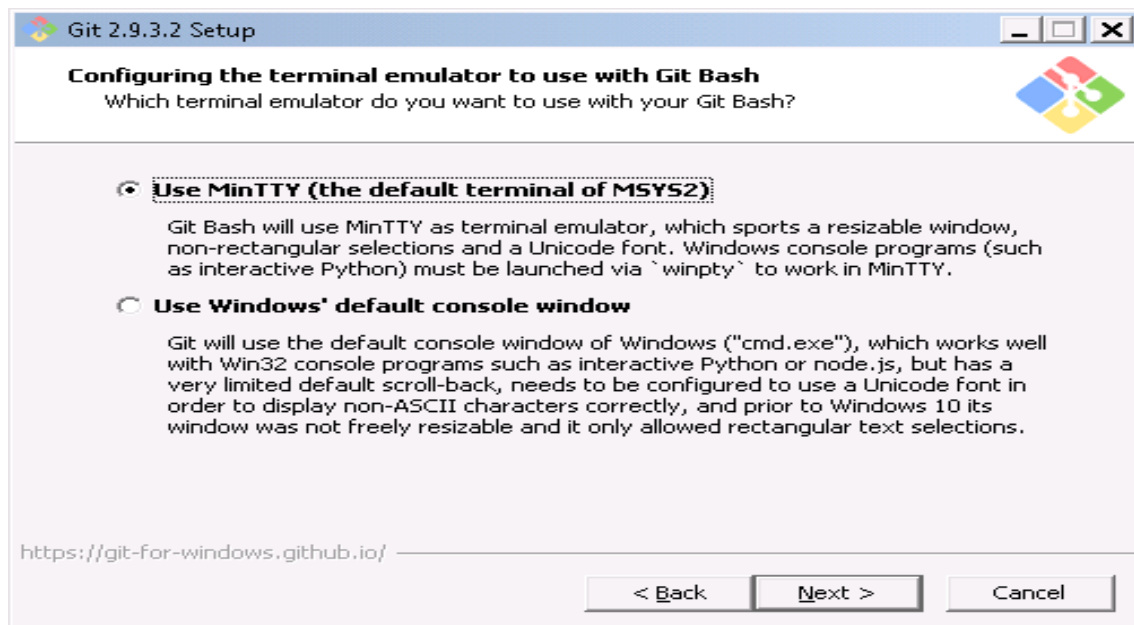 Git 2.9.3.2 Setup
Configuring the terminal emulator to use with Git Bash
Which terminal emulator do you want to use with your Git Bash?
Use MinTTY (the default terminal of MSYS2)
Git Bash will use MinTTY as terminal emulator, which sports a resizable window,
non-rectangular selections and a Unicode font. Windows console programs (such
as interactive Python) must be launched via `winpty` to work in MinTTY.
Use Windows' default console window
Git will use the default console window of Windows ("cmd.exe"), which works well
with Win32 console programs such as interactive Python or node.js, but has a
very limited default scroll-back, needs to be configured to use a Unicode font in
order to display non-ASCII characters correctly, and prior to Windows 10 its
window was not freely resizable and it only allowed rectangular text selections.
https://git-for-windows.github.io/
< Back Next > Cancel